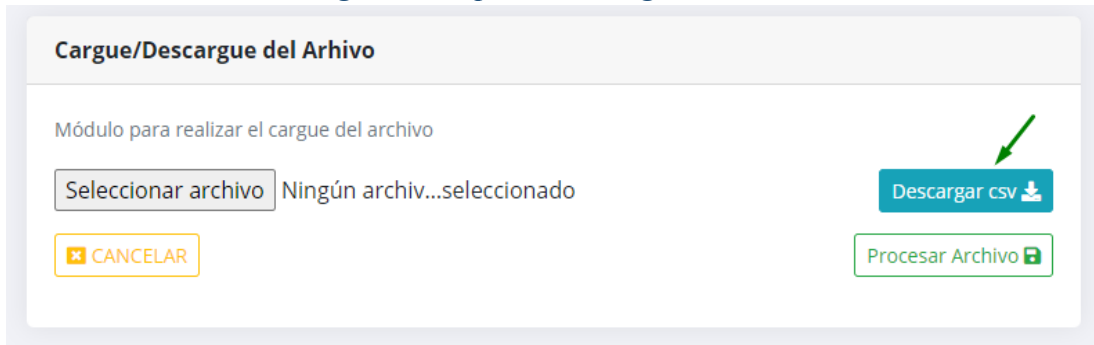 Cargue/Descargue del Arhivo
Módulo para realizar el cargue del archivo
Seleccionar archivo Ningún archiv...seleccionado
Descargar csv
CANCELAR
Procesar Archivo